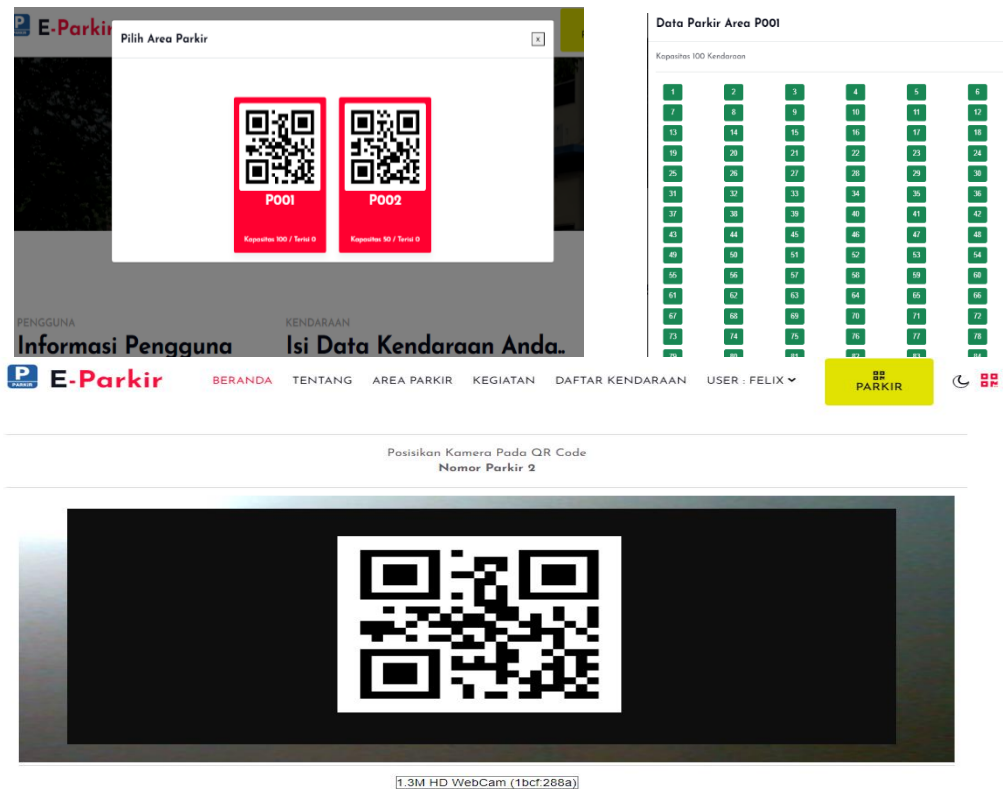 E-Parkir
Pilih Area Parkir
x
P001
Kapasitas 100 / Terisi 0
P002
Kapasitas 50 / Terisi 0
PENGGUNA
Informasi Pengguna
KENDARAAN
Isi Data Kendaraan Anda..
Data Parkir Area P001
Kapasitas 100 Kendaraan
1 2 3 4 5 6
7 8 9 10 11 12
13 14 15 16 17 18
19 20 21 22 23 24
25 26 27 28 29 30
31 32 33 34 35 36
37 38 39 40 41 42
43 44 45 46 47 48
49 50 51 52 53 54
55 56 57 58 59 60
61 62 63 64 65 66
67 68 69 70 71 72
73 74 75 76 77 78
79 80 81 82 83 84
P
PARKIR
E-Parkir
BERANDA TENTANG AREA PARKIR KEGIATAN DAFTAR KENDARAAN USER : FELIX
PARKIR
Posisikan Kamera Pada QR Code
Nomor Parkir 2
1.3M HD WebCam (1bcf:288a)